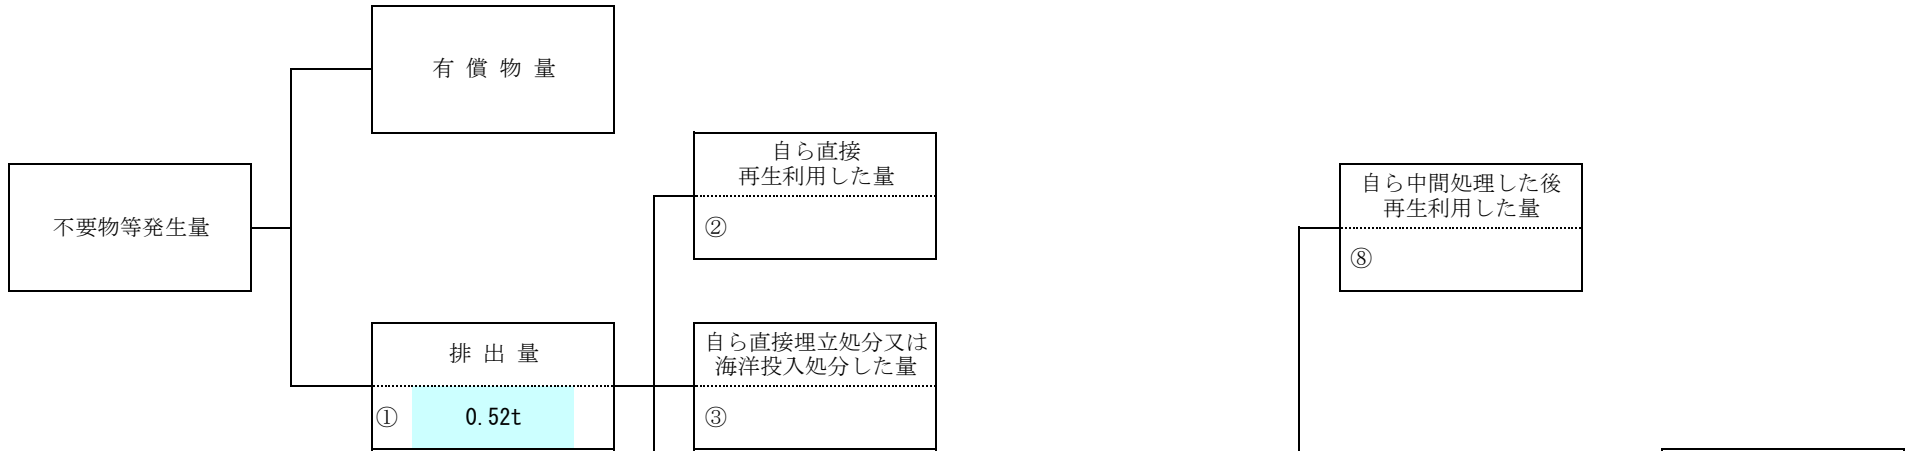 有 償 物 量
自ら直接
再生利用した量
②
不要物等発生量
自ら中間処理した後
再生利用した量
⑧
排 出 量
① 0.52t
自ら直接埋立処分又は
海洋投入処分した量
③